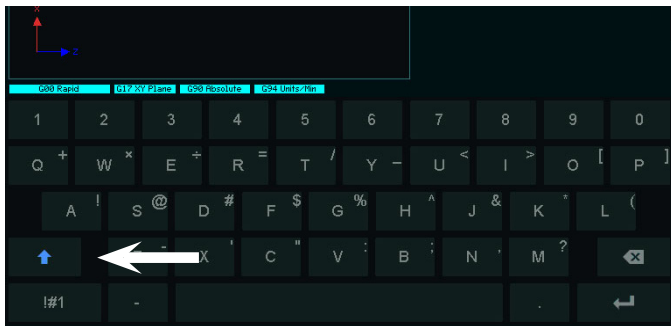 X
Z
G00 Rapid G17 XY Plane G90 Absolute G94 Units/Min
1 2 3 4 5 6 7 8 9 0
Q + W × E ÷ R = T / Y _ U < I > O [ P ]
A ! S @ D # F $ G % H ^ J & K * L (
- X ' C " V : B ; N , M ?
!#1 - .